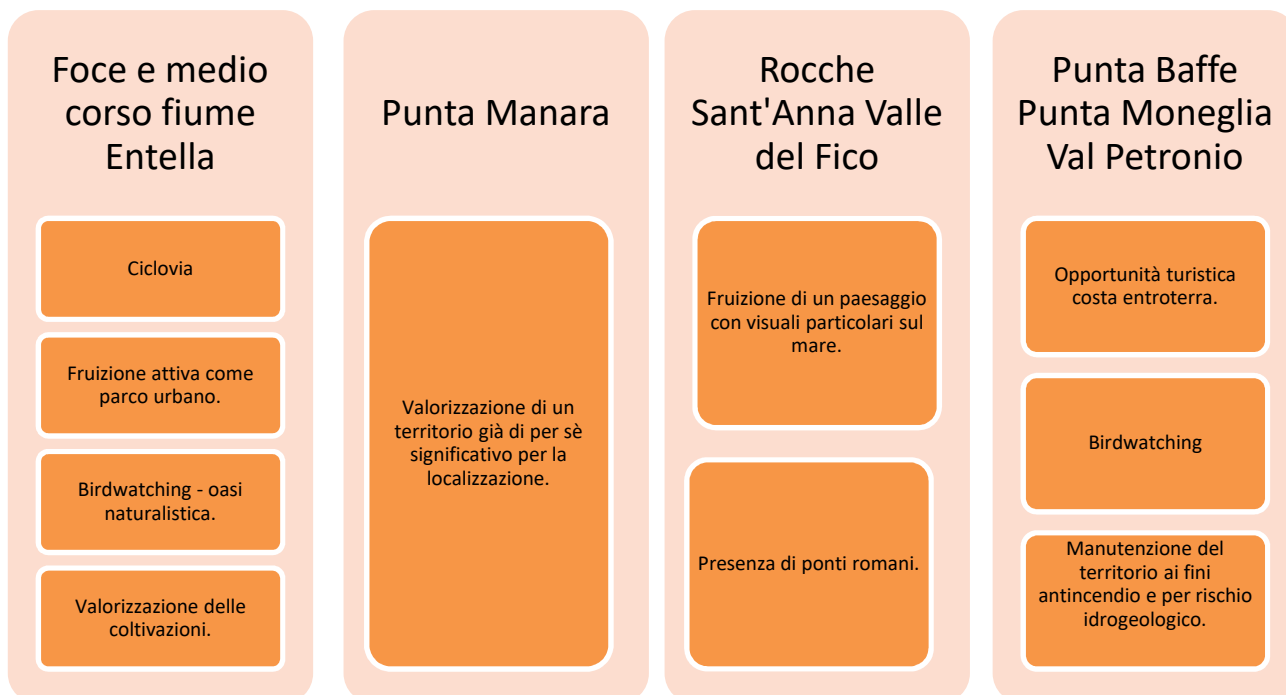 Foce e medio
corso fiume
Entella
Ciclovia
Fruizione attiva come
parco urbano.
Birdwatching - oasi
naturalistica.
Valorizzazione delle
coltivazioni.
Punta Manara
Valorizzazione di un
territorio già di per sè
significativo per la
localizzazione.
Rocche
Sant'Anna Valle
del Fico
Fruizione di un paesaggio
con visuali particolari sul
mare.
Presenza di ponti romani.
Punta Baffe
Punta Moneglia
Val Petronio
Opportunità turistica
costa entroterra.
Birdwatching
Manutenzione del
territorio ai fini
antincendio e per rischio
idrogeologico.